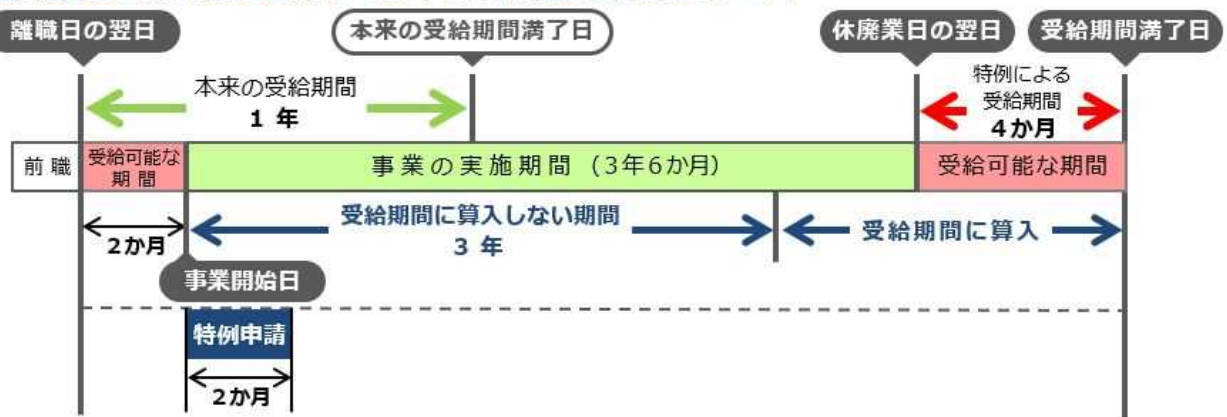 離職日の翌日
本来の受給期間満了日
休廃業日の翌日
受給期間満了日
本来の受給期間
1 年
特例による
受給期間
4か月
前職
受給可能な
期間
事業の実施期間（3年6か月）
受給可能な期間
2か月
受給期間に算入しない期間
3 年
受給期間に算入
事業開始日
特例申請
2か月